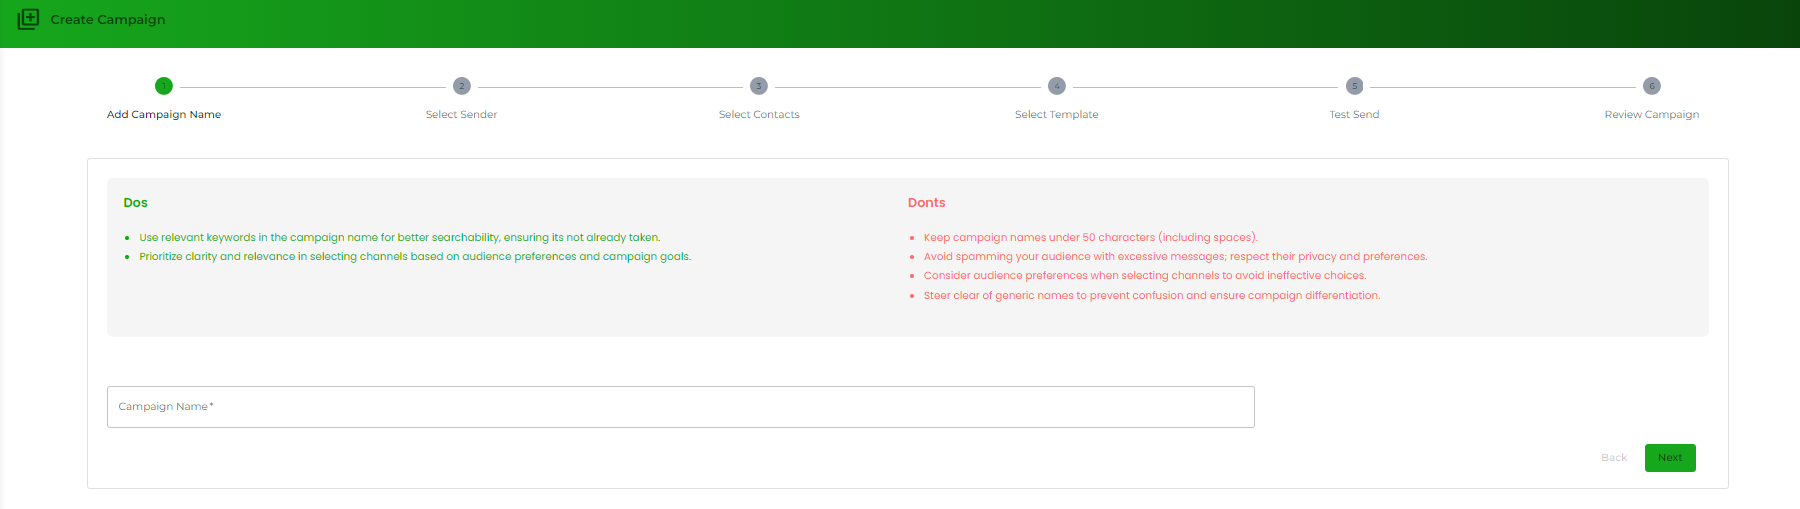 Create Campaign
1
2
3
4
5
6
Add Campaign Name
Select Sender
Select Contacts
Select Template
Test Send
Review Campaign
Dos
Use relevant keywords in the campaign name for better searchability, ensuring its not already taken.
Prioritize clarity and relevance in selecting channels based on audience preferences and campaign goals.
Donts
Keep campaign names under 50 characters (including spaces).
Avoid spamming your audience with excessive messages; respect their privacy and preferences.
Consider audience preferences when selecting channels to avoid ineffective choices.
Steer clear of generic names to prevent confusion and ensure campaign differentiation.
Campaign Name *
Back
Next